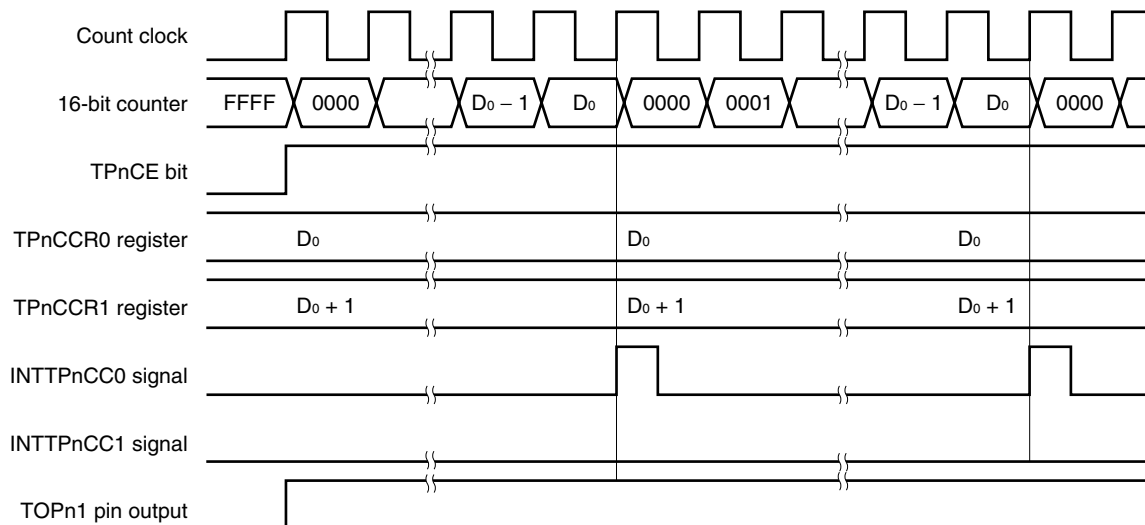 Count clock
16-bit counter FFFF 0000 D₀ − 1 D₀ 0000 0001 D₀ − 1 D₀ 0000
TPnCE bit
TPnCCR0 register D₀ D₀ D₀
TPnCCR1 register D₀ + 1 D₀ + 1 D₀ + 1
INTTPnCC0 signal
INTTPnCC1 signal
TOPn1 pin output